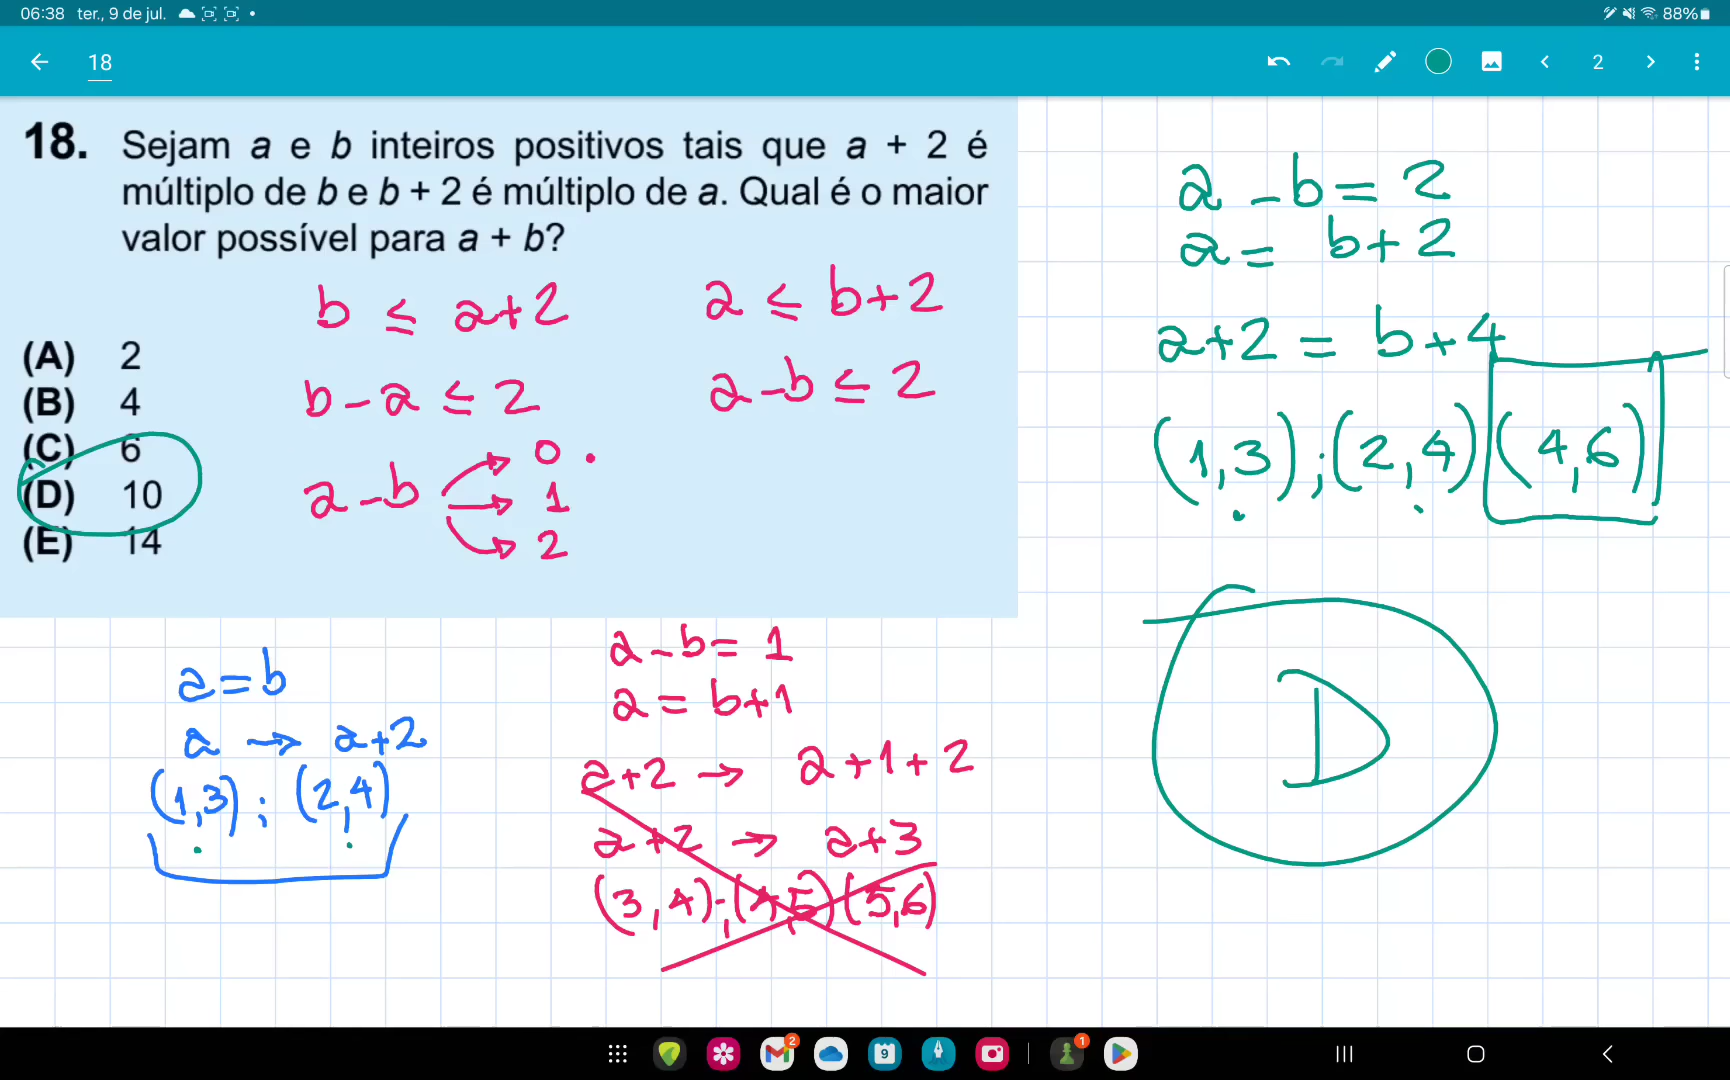 06:38 ter., 9 de jul.
88%
18
2
18. Sejam a e b inteiros positivos tais que a + 2 é
múltiplo de b e b + 2 é múltiplo de a. Qual é o maior
valor possível para a + b?
(A) 2
(B) 4
(C) 6
(D) 10
(E) 14
b ≤ a+2
b-a ≤ 2
a-b → 0 .
→ 1
→ 2
a ≤ b+2
a-b ≤ 2
a-b = 2
a = b+2
a+2 = b+4
(1,3);(2,4)(4,6)
D
a=b
a → a+2
(1,3);(2,4)
a-b= 1
a = b+1
a+2 → a+1+2
a+2 → a+3
(3,4);(4,5)(5,6)
2
9
1